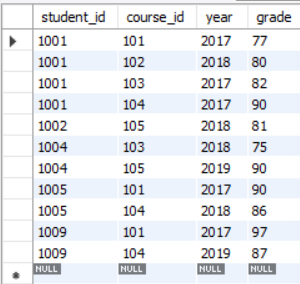 student_id course_id year grade
1001 101 2017 77
1001 102 2018 80
1001 103 2017 82
1001 104 2017 90
1002 105 2018 81
1004 103 2018 75
1004 105 2019 90
1005 101 2017 90
1005 104 2018 86
1009 101 2017 97
1009 104 2019 87
NULL NULL NULL NULL